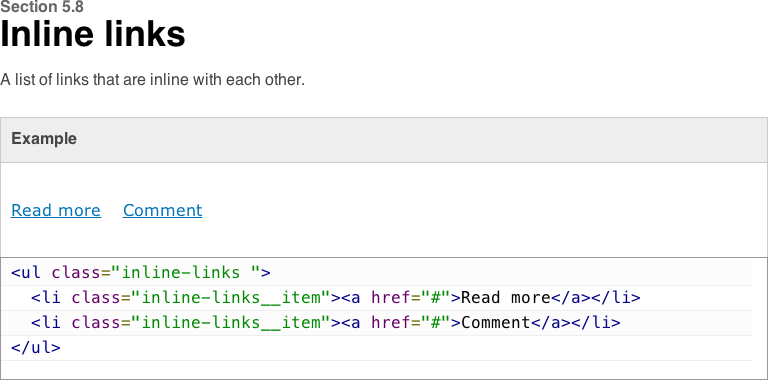 Section 5.8
Inline links
A list of links that are inline with each other.
Example
Read more Comment
<ul class="inline-links ">
  <li class="inline-links__item"><a href="#">Read more</a></li>
  <li class="inline-links__item"><a href="#">Comment</a></li>
</ul>